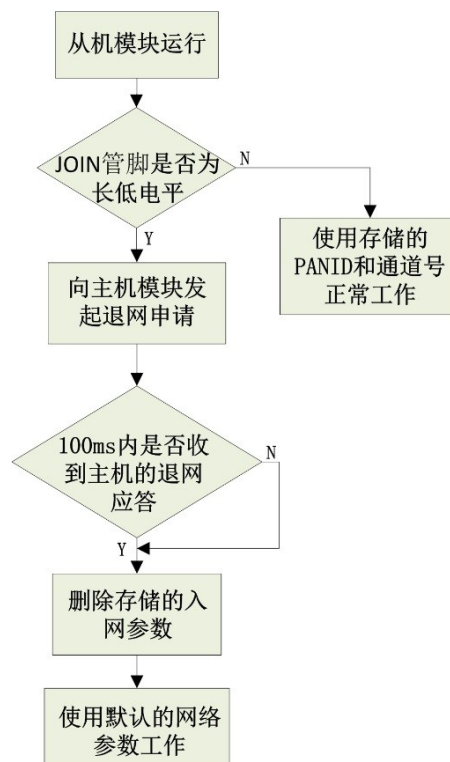 从机模块运行
JOIN管脚是否为
长低电平
N
Y
使用存储的
PANID和通道号
正常工作
向主机模块发
起退网申请
100ms内是否收
到主机的退网
应答
N
Y
删除存储的入
网参数
使用默认的网络
参数工作